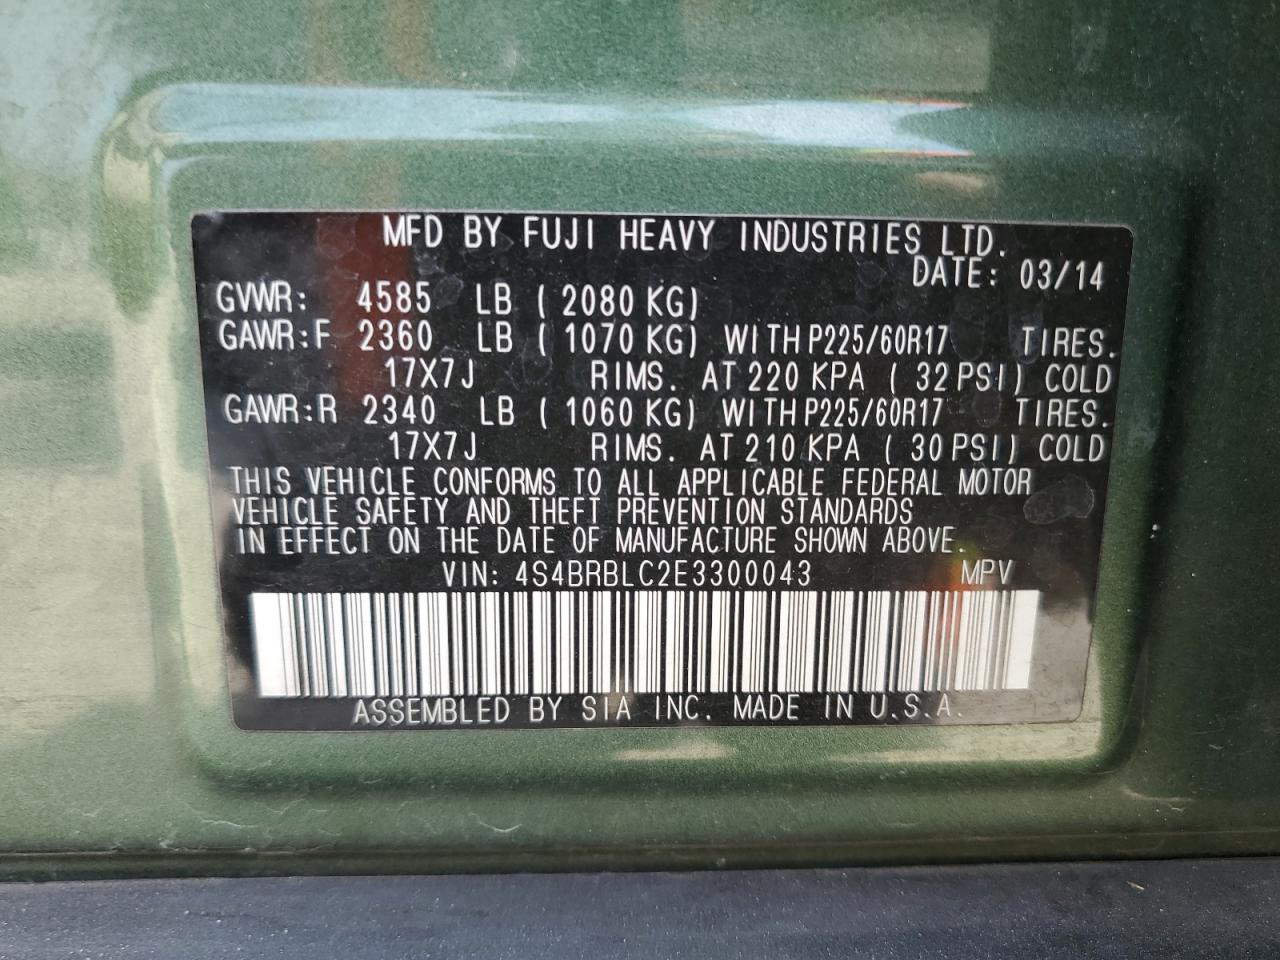 MFD BY FUJI HEAVY INDUSTRIES LTD.
DATE: 03/14
GVWR: 4585 LB ( 2080 KG)
GAWR:F 2360 LB ( 1070 KG) WITH P225/60R17 TIRES.
17X7J RIMS. AT 220 KPA ( 32 PSI) COLD
GAWR:R 2340 LB ( 1060 KG) WITH P225/60R17 TIRES.
17X7J RIMS. AT 210 KPA ( 30 PSI) COLD
THIS VEHICLE CONFORMS TO ALL APPLICABLE FEDERAL MOTOR
VEHICLE SAFETY AND THEFT PREVENTION STANDARDS
IN EFFECT ON THE DATE OF MANUFACTURE SHOWN ABOVE.
VIN: 4S4BRBLC2E3300043 MPV
ASSEMBLED BY SIA INC. MADE IN U.S.A.